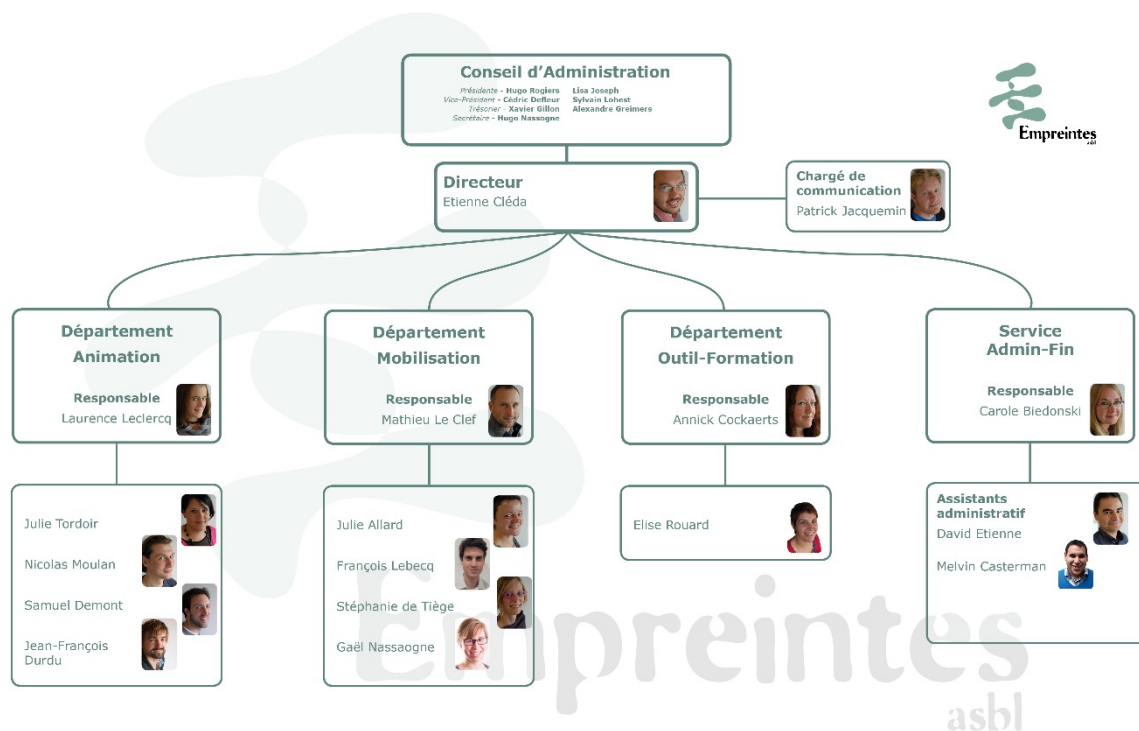 Conseil d'Administration
Présidente - Hugo Rogiers Lisa Joseph
Vice-Président - Cédric Defleur Sylvain Lohest
Trésorier - Xavier Gillon Alexandre Greimers
Secrétaire - Hugo Nassogne
Empreintes
asbl
Directeur
Etienne Cléda
Chargé de
communication
Patrick Jacquemin
Département
Animation
Responsable
Laurence Leclercq
Département
Mobilisation
Responsable
Mathieu Le Clef
Département
Outil-Formation
Responsable
Annick Cockaerts
Service
Admin-Fin
Responsable
Carole Biedonski
Julie Tordoir
Nicolas Moulan
Samuel Demont
Jean-François
Durdu
Julie Allard
François Lebecq
Stéphanie de Tiège
Gaël Nassaogne
Elise Rouard
Assistants
administratif
David Etienne
Melvin Casterman
Empreintes
asbl